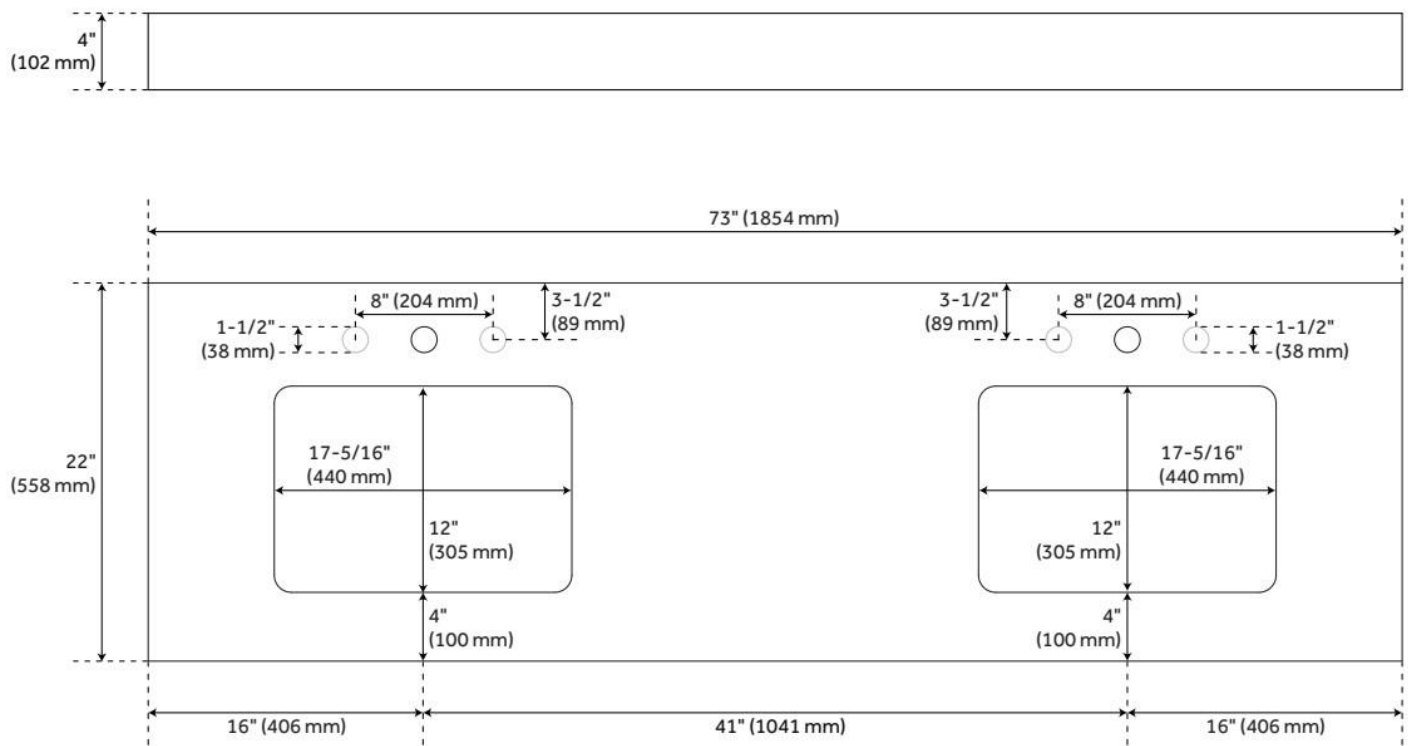 4"
(102 mm)
73" (1854 mm)
8" (204 mm)
3-1/2"
(89 mm)
3-1/2"
(89 mm)
8" (204 mm)
1-1/2"
(38 mm)
1-1/2"
(38 mm)
17-5/16"
(440 mm)
17-5/16"
(440 mm)
22"
(558 mm)
12"
(305 mm)
12"
(305 mm)
4"
(100 mm)
4"
(100 mm)
16" (406 mm)
41" (1041 mm)
16" (406 mm)